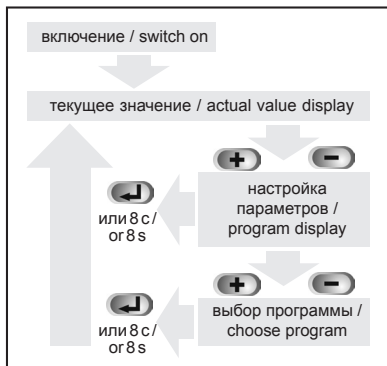 включение / switch on
текущее значение / actual value display
+ −
настройка
параметров /
program display
или 8 с /
or 8 s
+ −
выбор программы /
choose program
или 8 с /
or 8 s